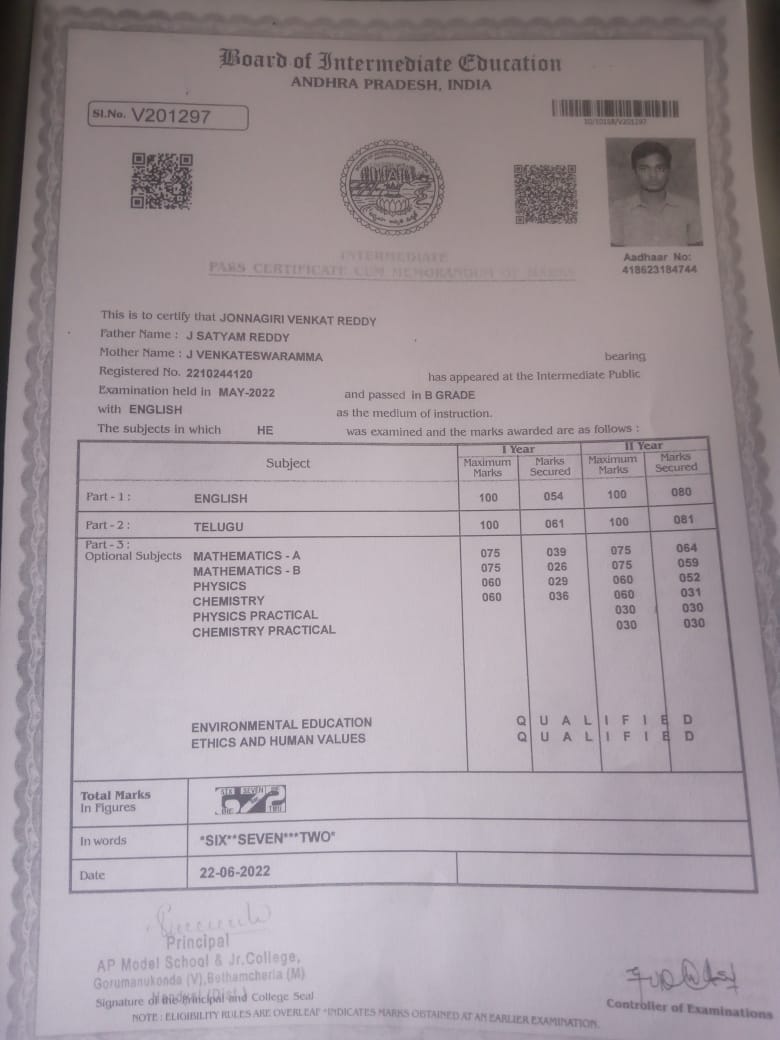 Board of Intermediate Education
ANDHRA PRADESH, INDIA
Sl.No. V201297
10/10118/V201297
Aadhaar No:
418623184744
INTERMEDIATE
PASS CERTIFICATE CUM MEMORANDUM OF MARKS
This is to certify that JONNAGIRI VENKAT REDDY
Father Name : J SATYAM REDDY
Mother Name : J VENKATESWARAMMA bearing
Registered No. 2210244120 has appeared at the Intermediate Public
Examination held in MAY-2022 and passed in B GRADE
with ENGLISH as the medium of instruction.
The subjects in which HE was examined and the marks awarded are as follows :
Subject I Year II Year
Maximum Marks Marks Secured Maximum Marks Marks Secured
Part - 1 : ENGLISH 100 054 100 080
Part - 2 : TELUGU 100 061 100 081
Part - 3 :
Optional Subjects MATHEMATICS - A 075 039 075 064
MATHEMATICS - B 075 026 075 059
PHYSICS 060 029 060 052
CHEMISTRY 060 036 060 031
PHYSICS PRACTICAL 030 030
CHEMISTRY PRACTICAL 030 030
ENVIRONMENTAL EDUCATION Q U A L I F I E D
ETHICS AND HUMAN VALUES Q U A L I F I E D
Total Marks
In Figures SIX SEVEN TWO
In words *SIX**SEVEN***TWO*
Date 22-06-2022
Principal
AP Model School & Jr.College,
Gorumanukonda (V), Bethamcherla (M)
Signature of the Principal and College Seal
Controller of Examinations
NOTE : ELIGIBILITY RULES ARE OVERLEAF *INDICATES MARKS OBTAINED AT AN EARLIER EXAMINATION.